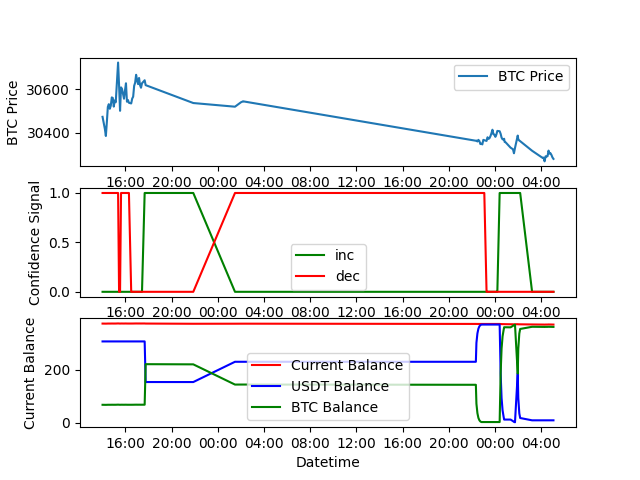 BTC Price
30600
30400
BTC Price
16:00 20:00 00:00 04:00 08:00 12:00 16:00 20:00 00:00 04:00
Confidence Signal
1.0
0.5
0.0
inc
dec
16:00 20:00 00:00 04:00 08:00 12:00 16:00 20:00 00:00 04:00
Current Balance
200
0
Current Balance
USDT Balance
BTC Balance
16:00 20:00 00:00 04:00 08:00 12:00 16:00 20:00 00:00 04:00
Datetime